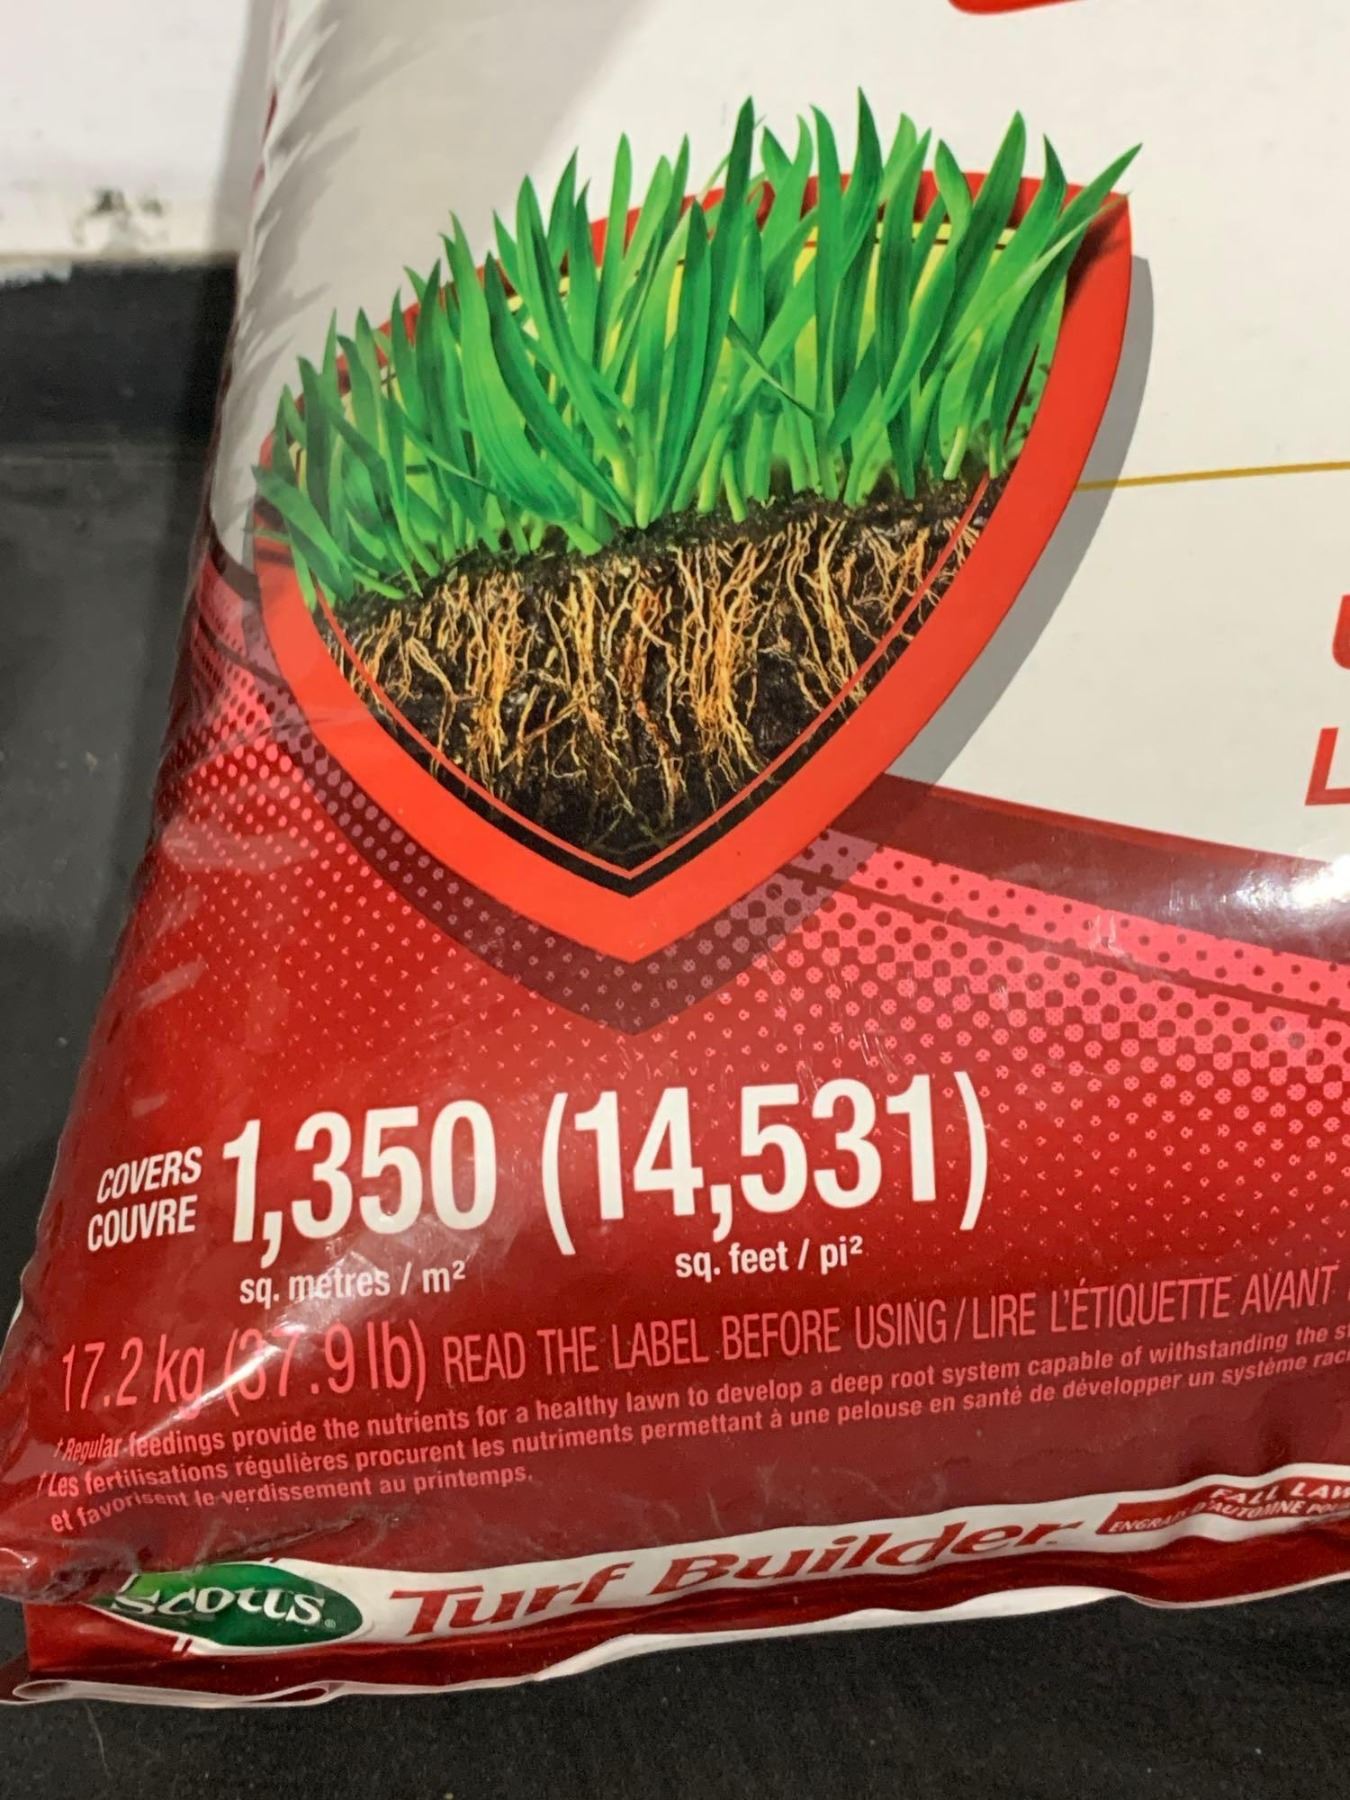 COVERS
COUVRE
1,350 (14,531)
sq. metres / m²
sq. feet / pi²
17.2 kg (37.9 lb) READ THE LABEL BEFORE USING / LIRE L'ÉTIQUETTE AVANT
†Regular feedings provide the nutrients for a healthy lawn to develop a deep root system capable of withstanding the
†Les fertilisations régulières procurent les nutriments permettant à une pelouse en santé de développer un système
et favorisent le verdissement au printemps.
Scotts® Turf Builder
FALL
D'AUTOMNE